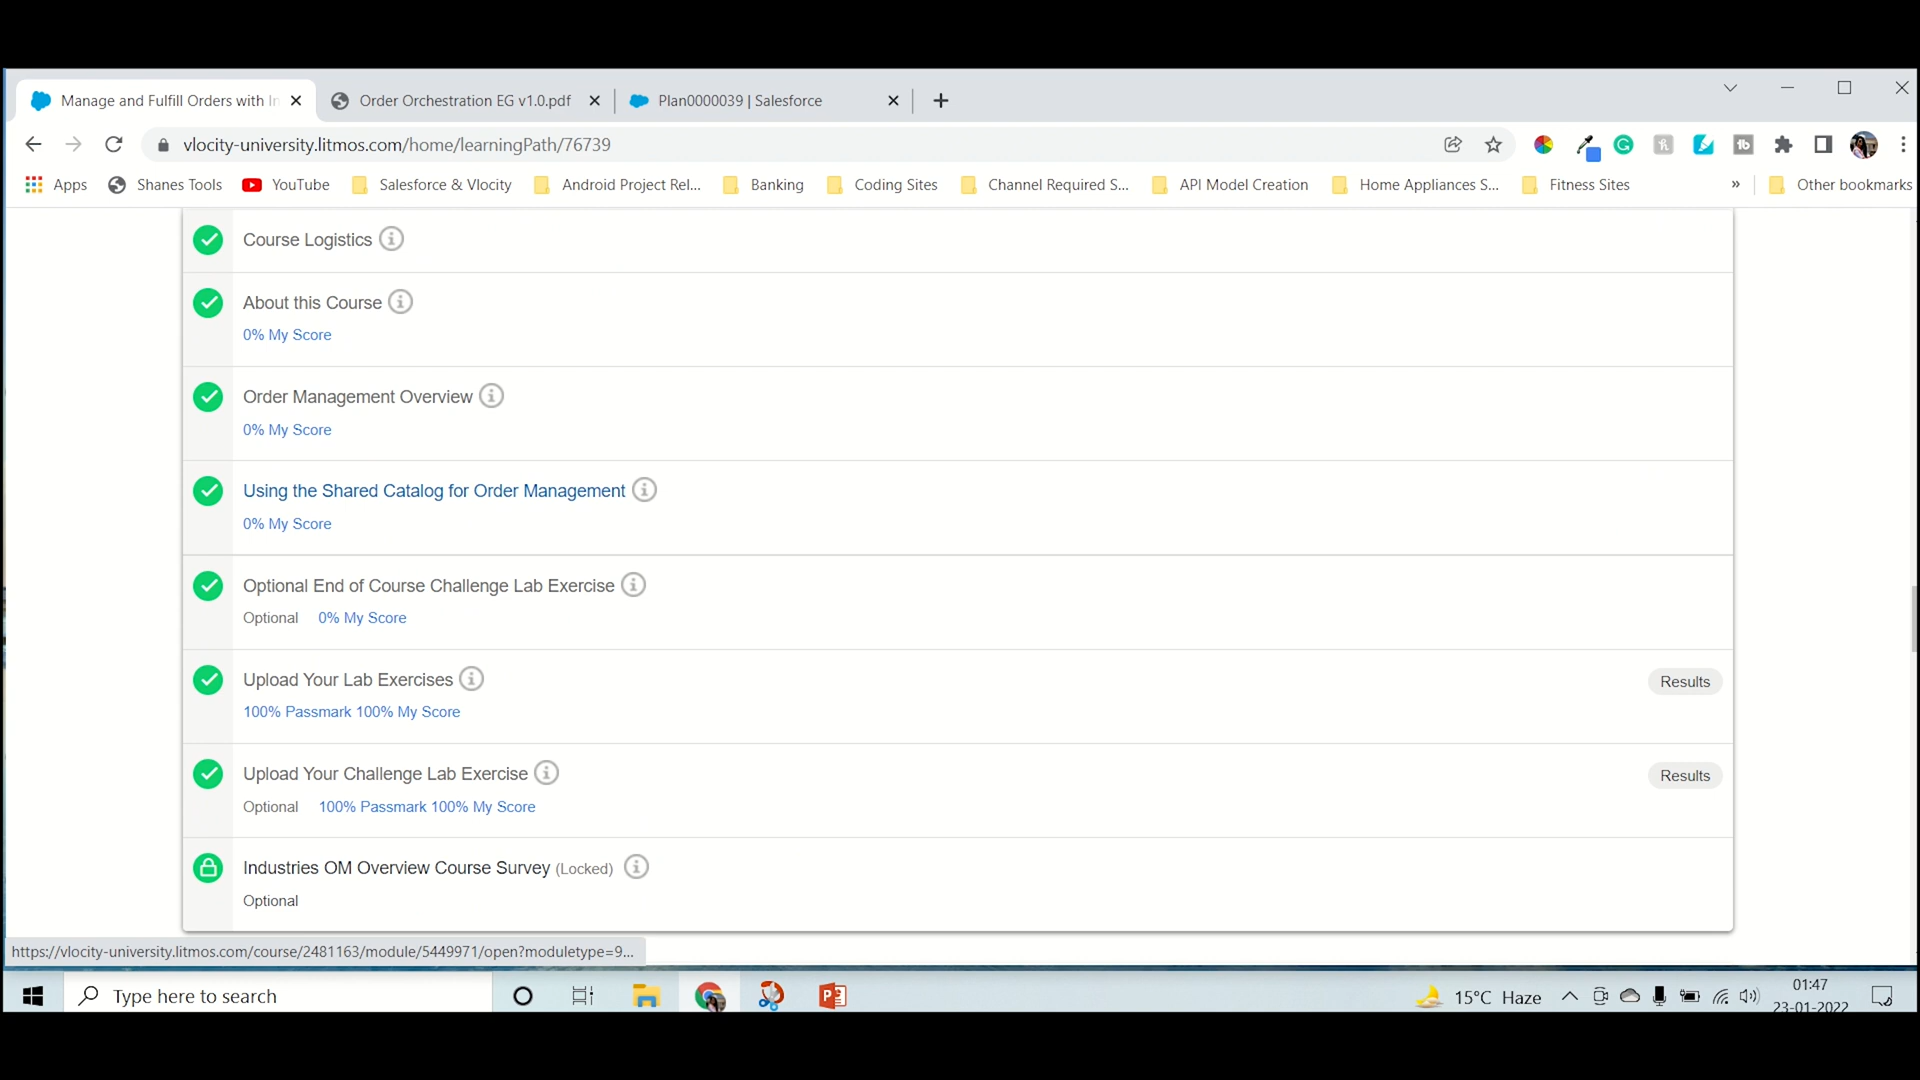 Manage and Fulfill Orders with In
Order Orchestration EG v1.0.pdf
Plan0000039 | Salesforce
vlocity-university.litmos.com/home/learningPath/76739
Apps
Shanes Tools
YouTube
Salesforce & Vlocity
Android Project Rel...
Banking
Coding Sites
Channel Required S...
API Model Creation
Home Appliances S...
Fitness Sites
»
Other bookmarks
Course Logistics
About this Course
0% My Score
Order Management Overview
0% My Score
Using the Shared Catalog for Order Management
0% My Score
Optional End of Course Challenge Lab Exercise
Optional 0% My Score
Upload Your Lab Exercises
Results
100% Passmark 100% My Score
Upload Your Challenge Lab Exercise
Results
Optional 100% Passmark 100% My Score
Industries OM Overview Course Survey (Locked)
Optional
https://vlocity-university.litmos.com/course/2481163/module/5449971/open?moduletype=9...
Type here to search
15°C Haze
01:47
23-01-2022